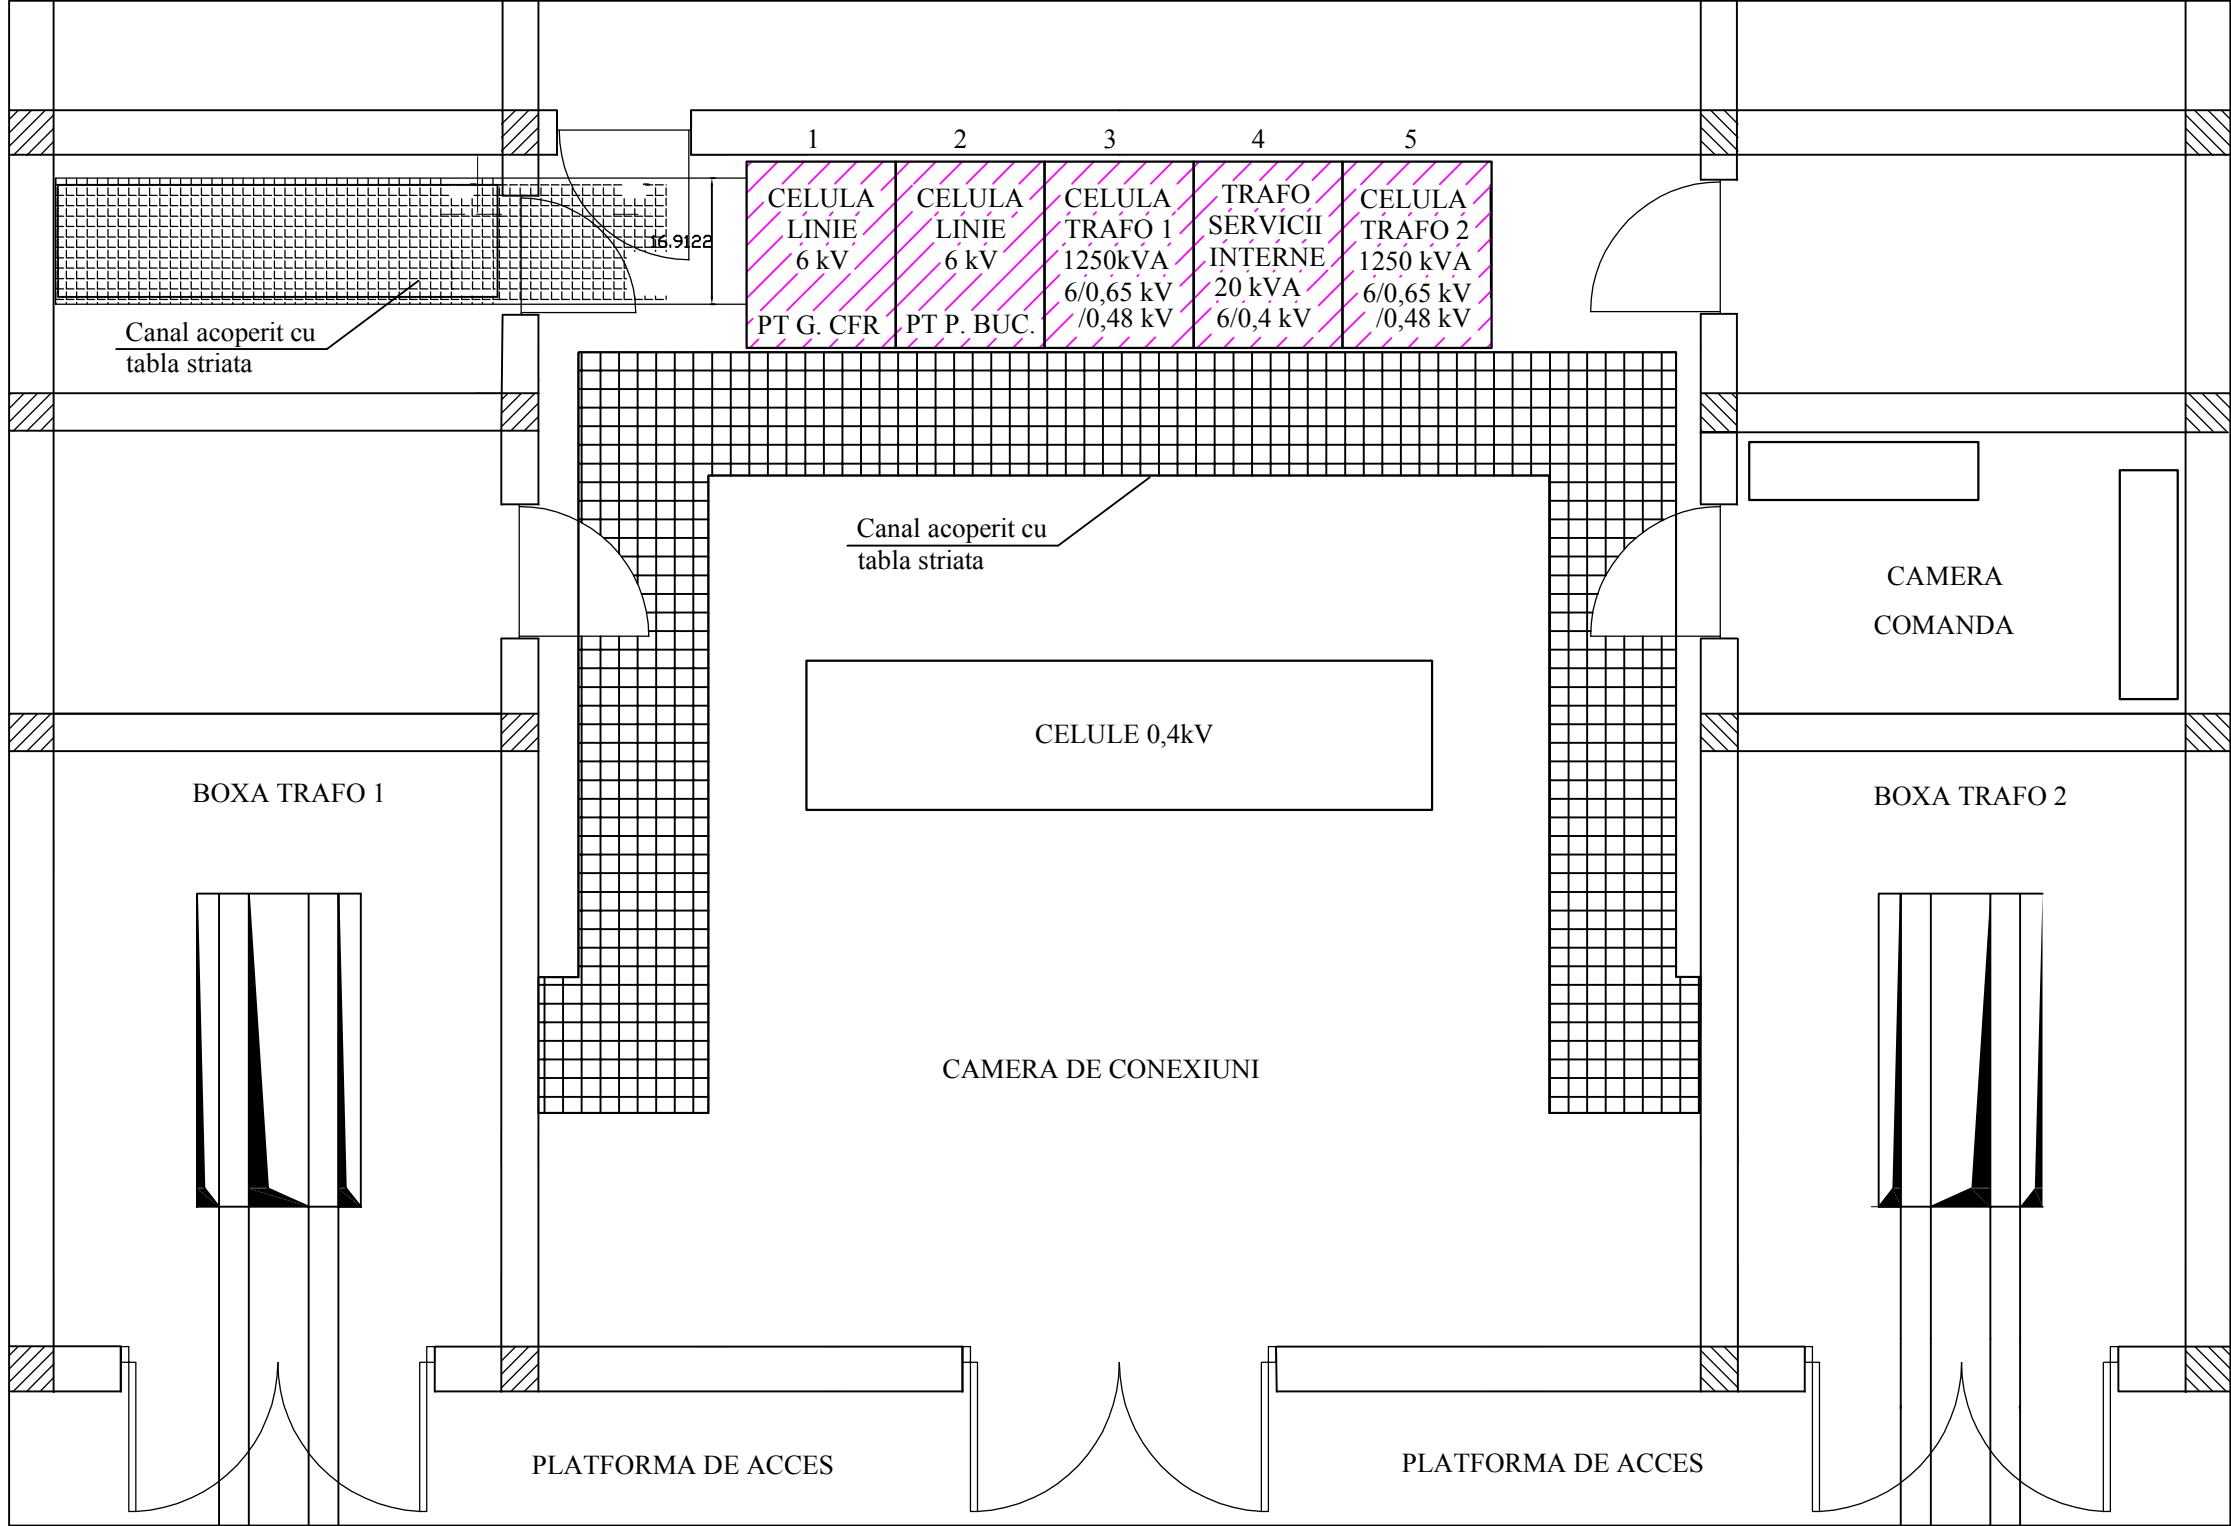 1
2
3
4
5
CELULA
LINIE
6 kV
PT G. CFR
CELULA
LINIE
6 kV
PT P. BUC.
CELULA
TRAFO 1
1250kVA
6/0,65 kV
/0,48 kV
TRAFO
SERVICII
INTERNE
20 kVA
6/0,4 kV
CELULA
TRAFO 2
1250 kVA
6/0,65 kV
/0,48 kV
16.9122
Canal acoperit cu
tabla striata
Canal acoperit cu
tabla striata
CAMERA
COMANDA
CELULE 0,4kV
BOXA TRAFO 1
BOXA TRAFO 2
CAMERA DE CONEXIUNI
PLATFORMA DE ACCES
PLATFORMA DE ACCES